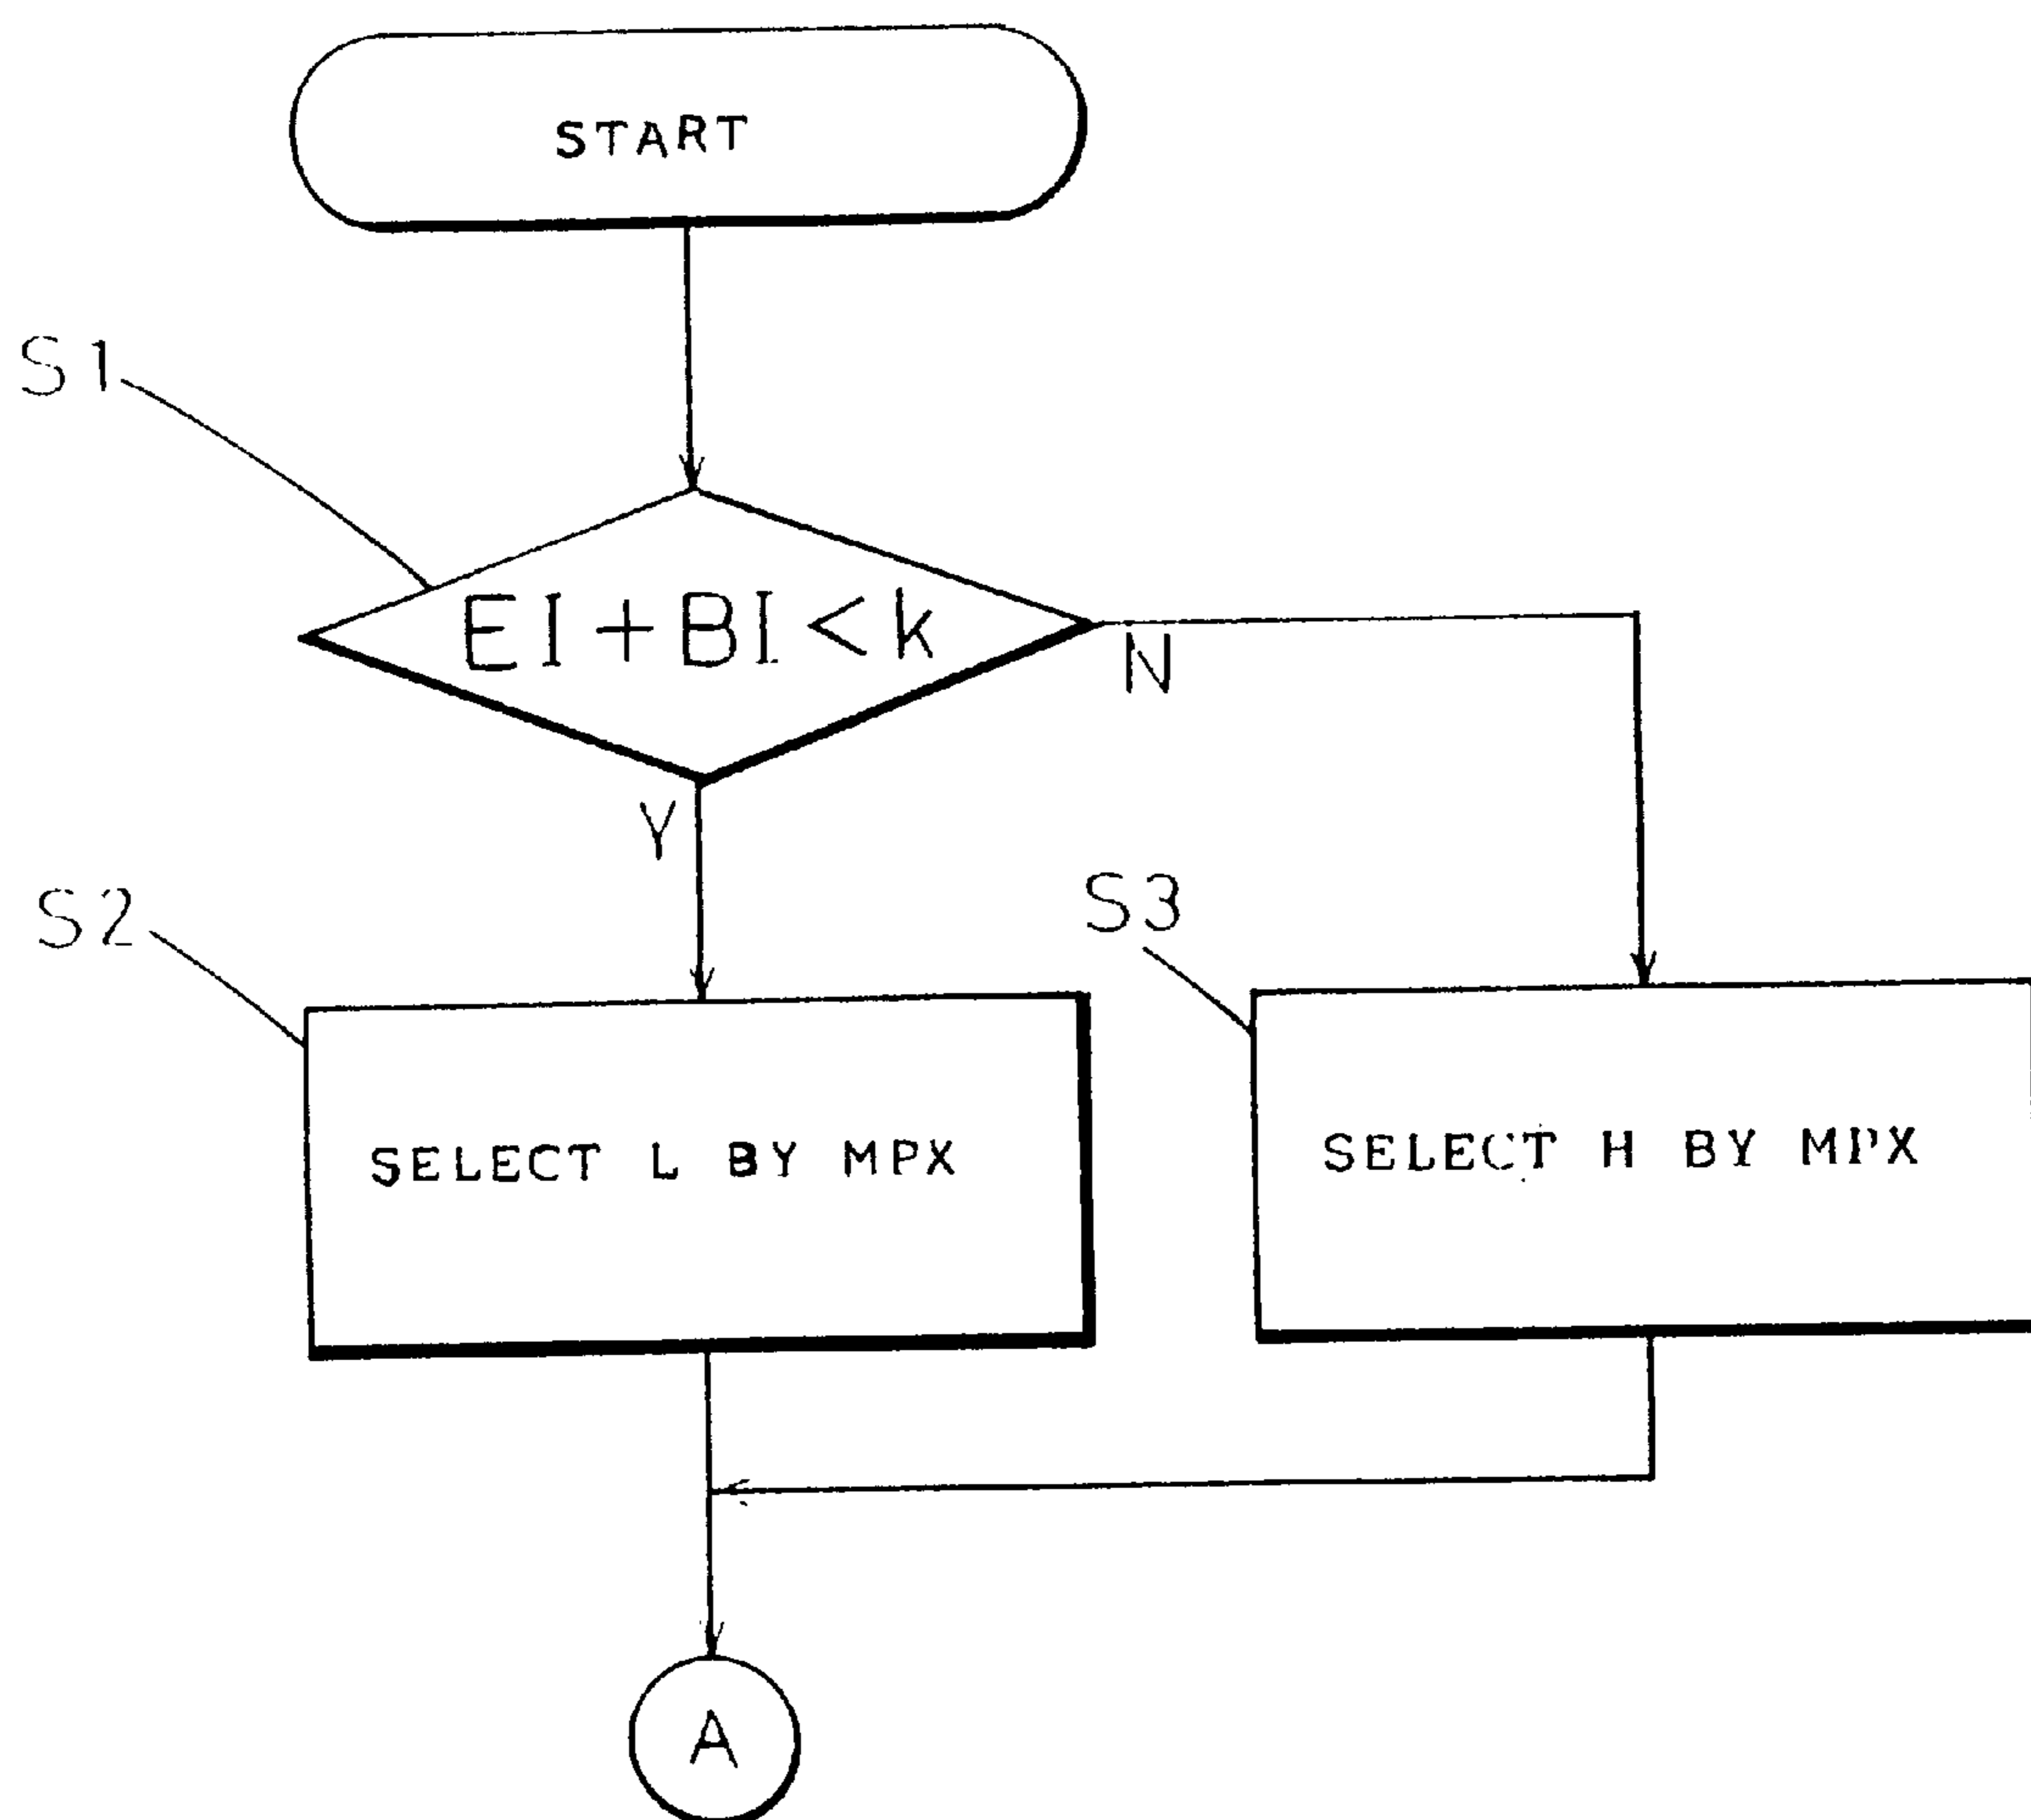 START
S1
EI+BI<k
N
Y
S2
S3
SELECT L BY MPX
SELECT H BY MPX
A